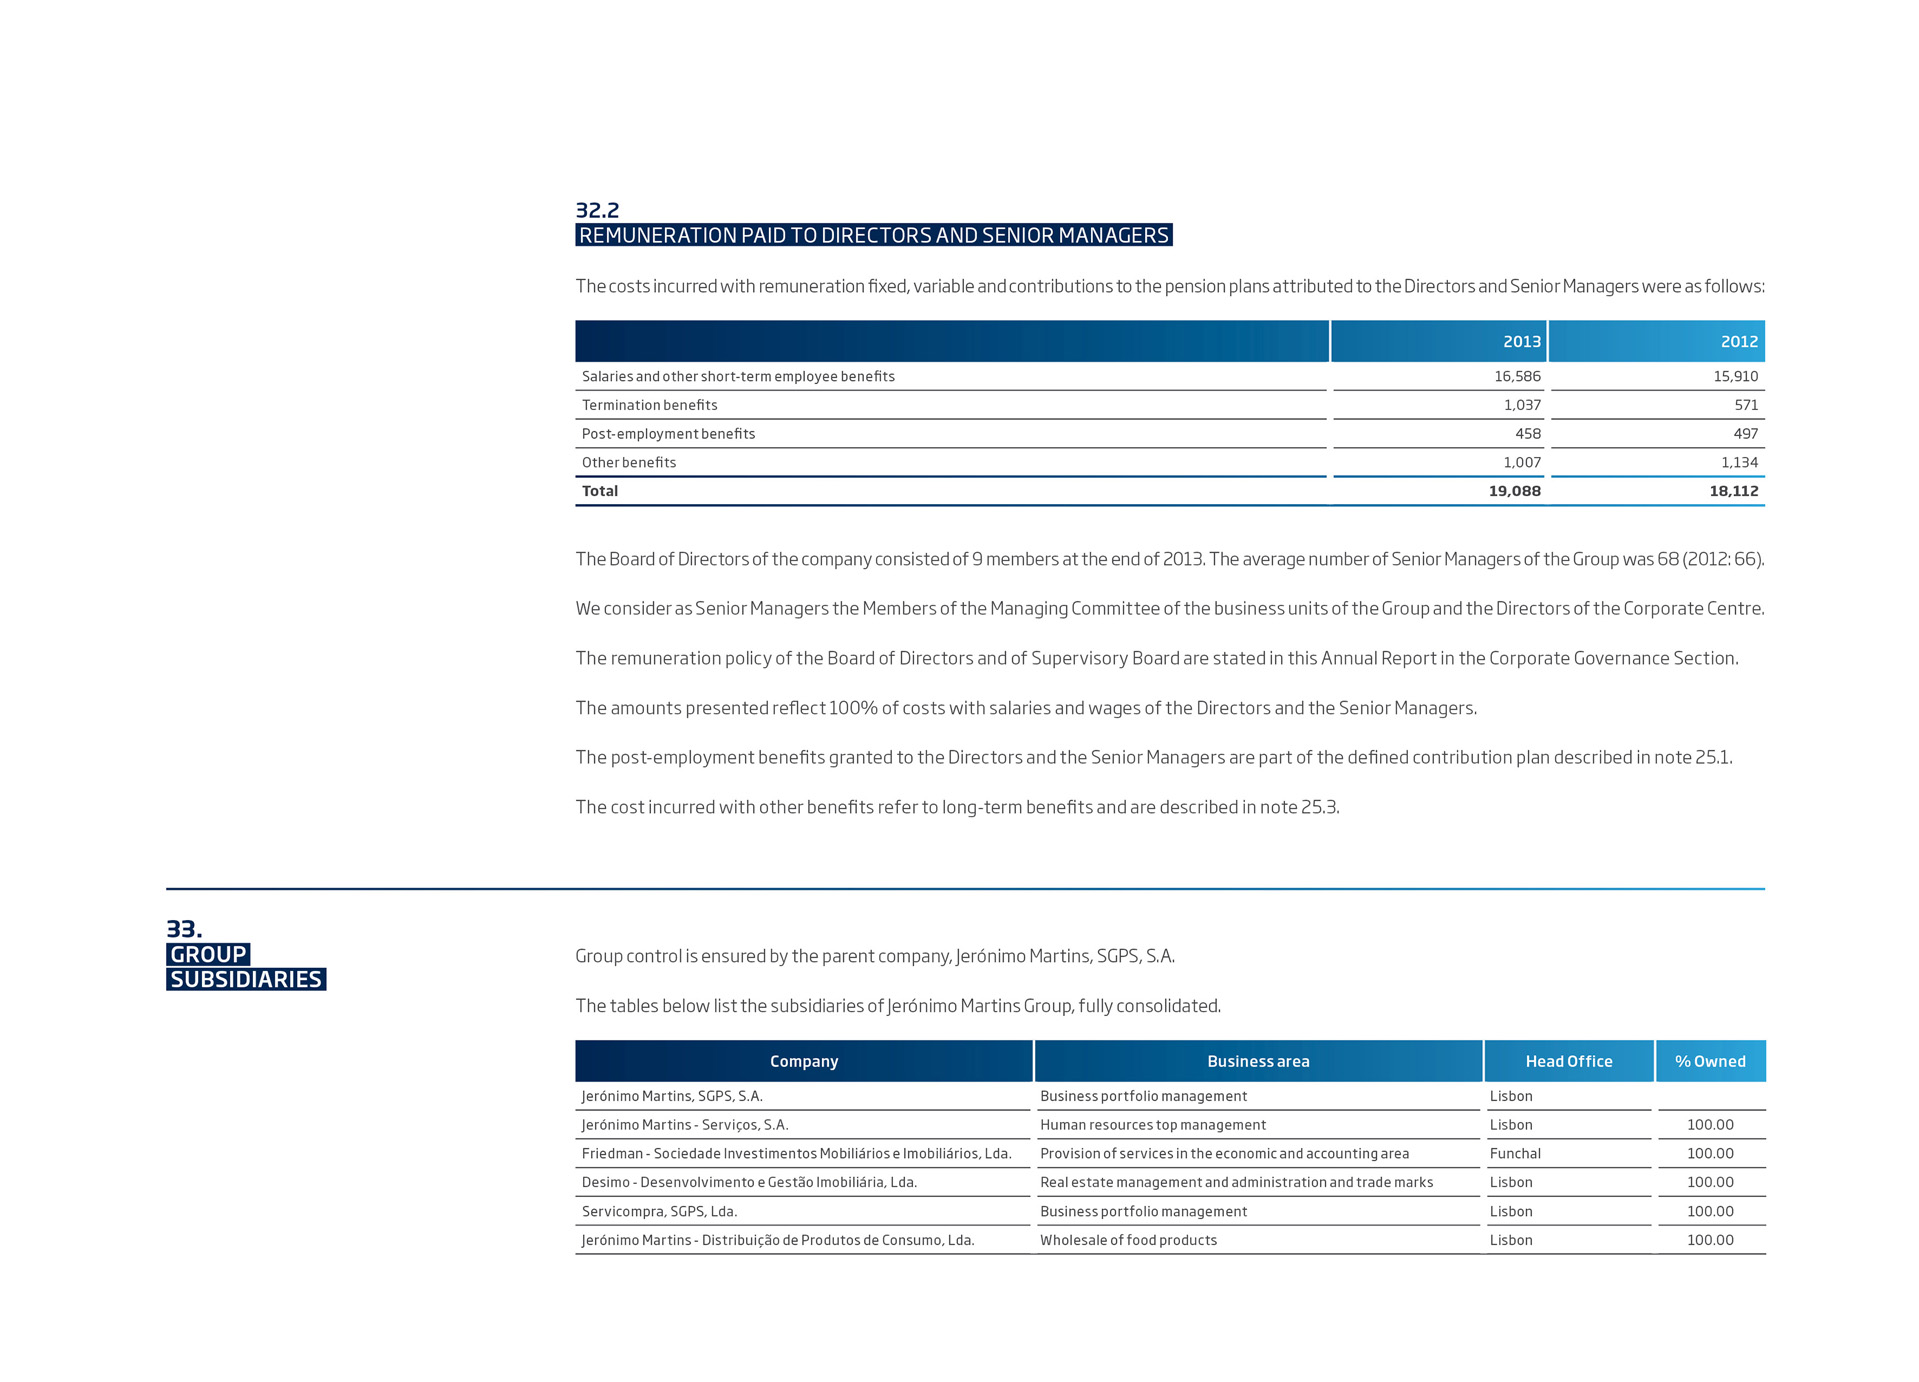 32.2
REMUNERATION PAID TO DIRECTORS AND SENIOR MANAGERS
The costs incurred with remuneration fixed, variable and contributions to the pension plans attributed to the Directors and Senior Managers were as follows:
2013 2012
Salaries and other short-term employee benefits 16,586 15,910
Termination benefits 1,037 571
Post-employment benefits 458 497
Other benefits 1,007 1,134
Total 19,088 18,112
The Board of Directors of the company consisted of 9 members at the end of 2013. The average number of Senior Managers of the Group was 68 (2012: 66).
We consider as Senior Managers the Members of the Managing Committee of the business units of the Group and the Directors of the Corporate Centre.
The remuneration policy of the Board of Directors and of Supervisory Board are stated in this Annual Report in the Corporate Governance Section.
The amounts presented reflect 100% of costs with salaries and wages of the Directors and the Senior Managers.
The post-employment benefits granted to the Directors and the Senior Managers are part of the defined contribution plan described in note 25.1.
The cost incurred with other benefits refer to long-term benefits and are described in note 25.3.
33.
GROUP
SUBSIDIARIES
Group control is ensured by the parent company, Jerónimo Martins, SGPS, S.A.
The tables below list the subsidiaries of Jerónimo Martins Group, fully consolidated.
Company Business area Head Office % Owned
Jerónimo Martins, SGPS, S.A. Business portfolio management Lisbon
Jerónimo Martins - Serviços, S.A. Human resources top management Lisbon 100.00
Friedman - Sociedade Investimentos Mobiliários e Imobiliários, Lda. Provision of services in the economic and accounting area Funchal 100.00
Desimo - Desenvolvimento e Gestão Imobiliária, Lda. Real estate management and administration and trade marks Lisbon 100.00
Servicompra, SGPS, Lda. Business portfolio management Lisbon 100.00
Jerónimo Martins - Distribuição de Produtos de Consumo, Lda. Wholesale of food products Lisbon 100.00